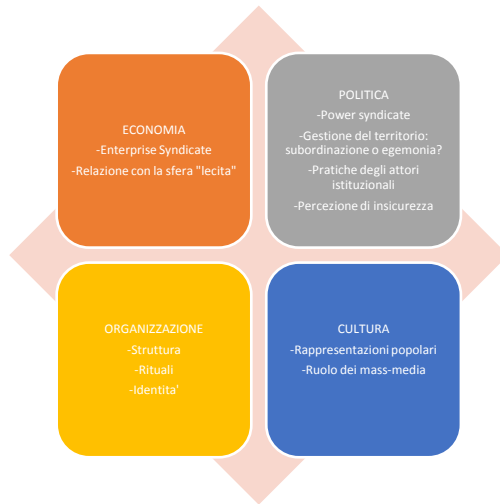 ECONOMIA
-Enterprise Syndicate
-Relazione con la sfera "lecita"
POLITICA
-Power syndicate
-Gestione del territorio:
subordinazione o egemonia?
-Pratiche degli attori
istituzionali
-Percezione di insicurezza
ORGANIZZAZIONE
-Struttura
-Rituali
-Identita'
CULTURA
-Rappresentazioni popolari
-Ruolo dei mass-media